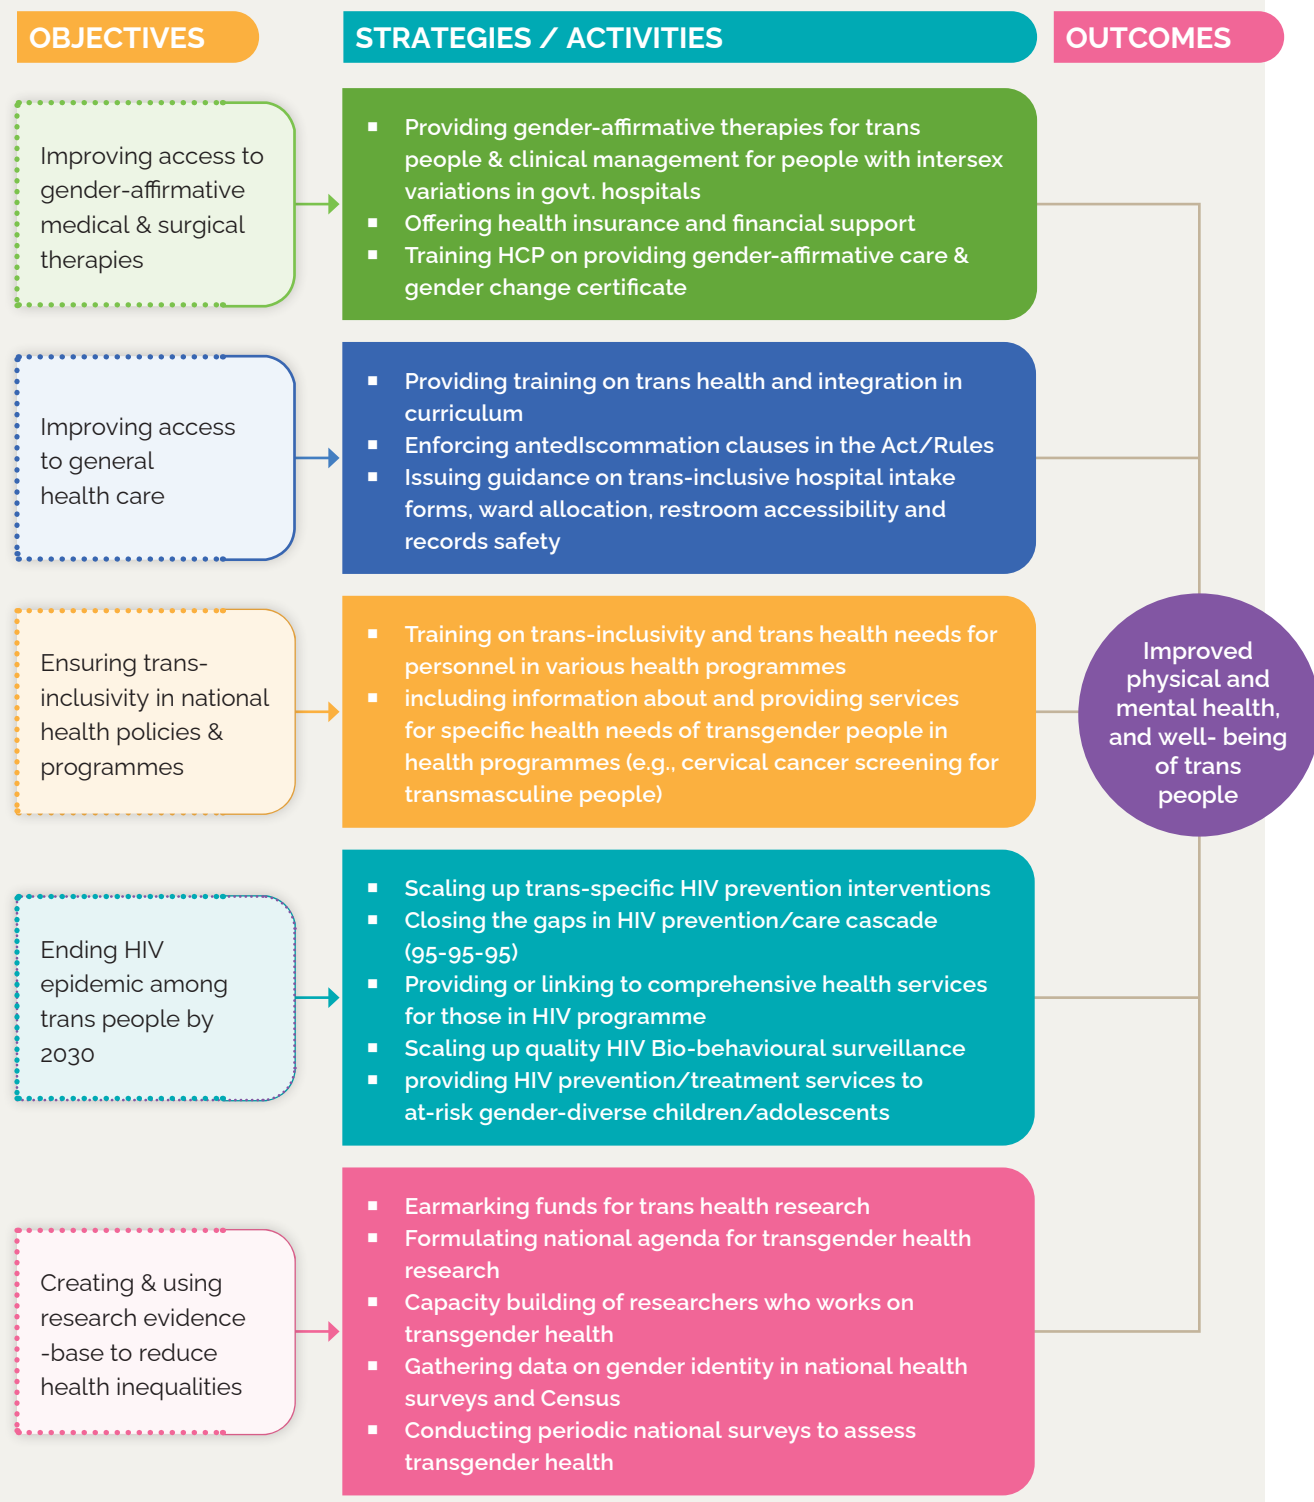 OBJECTIVES
STRATEGIES / ACTIVITIES
OUTCOMES
Improving access to
gender-affirmative
medical & surgical
therapies
▪ Providing gender-affirmative therapies for trans
people & clinical management for people with intersex
variations in govt. hospitals
▪ Offering health insurance and financial support
▪ Training HCP on providing gender-affirmative care &
gender change certificate
Improving access
to general
health care
▪ Providing training on trans health and integration in
curriculum
▪ Enforcing antedIscommation clauses in the Act/Rules
▪ Issuing guidance on trans-inclusive hospital intake
forms, ward allocation, restroom accessibility and
records safety
Ensuring trans-
inclusivity in national
health policies &
programmes
▪ Training on trans-inclusivity and trans health needs for
personnel in various health programmes
▪ including information about and providing services
for specific health needs of transgender people in
health programmes (e.g., cervical cancer screening for
transmasculine people)
Ending HIV
epidemic among
trans people by
2030
▪ Scaling up trans-specific HIV prevention interventions
▪ Closing the gaps in HIV prevention/care cascade
(95-95-95)
▪ Providing or linking to comprehensive health services
for those in HIV programme
▪ Scaling up quality HIV Bio-behavioural surveillance
▪ providing HIV prevention/treatment services to
at-risk gender-diverse children/adolescents
Creating & using
research evidence
-base to reduce
health inequalities
▪ Earmarking funds for trans health research
▪ Formulating national agenda for transgender health
research
▪ Capacity building of researchers who works on
transgender health
▪ Gathering data on gender identity in national health
surveys and Census
▪ Conducting periodic national surveys to assess
transgender health
Improved
physical and
mental health,
and well- being
of trans
people